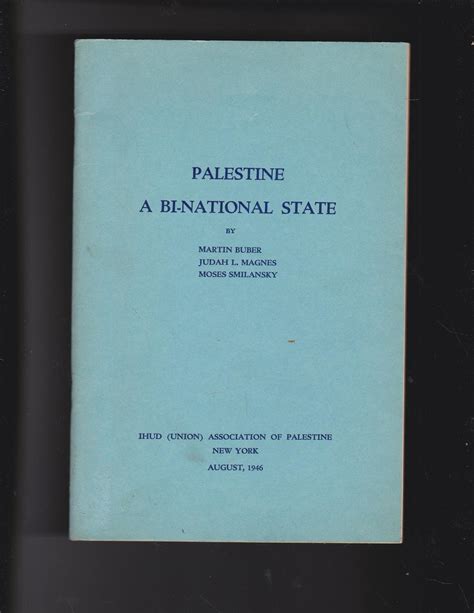 PALESTINE
A BI-NATIONAL STATE
BY
MARTIN BUBER
JUDAH L. MAGNES
MOSES SMILANSKY
IHUD (UNION) ASSOCIATION OF PALESTINE
NEW YORK
AUGUST, 1946